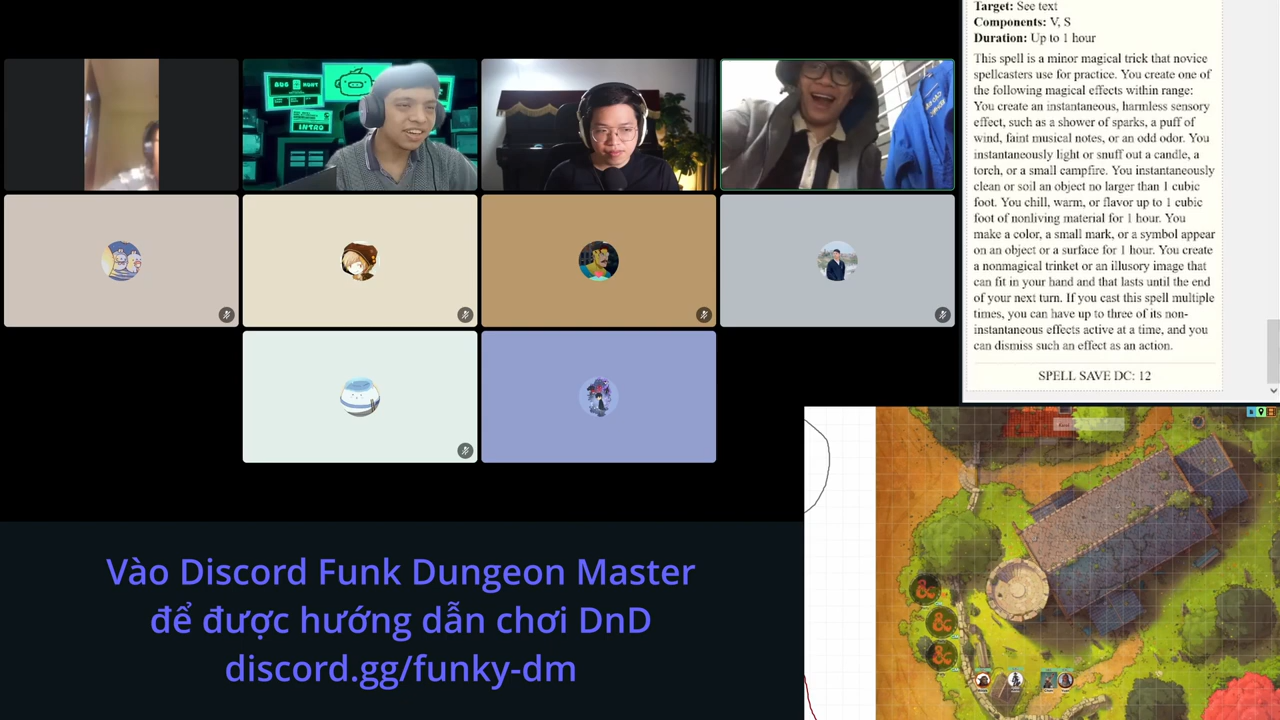 Target: See text
Components: V, S
Duration: Up to 1 hour
This spell is a minor magical trick that novice
spellcasters use for practice. You create one of
the following magical effects within range:
You create an instantaneous, harmless sensory
effect, such as a shower of sparks, a puff of
wind, faint musical notes, or an odd odor. You
instantaneously light or snuff out a candle, a
torch, or a small campfire. You instantaneously
clean or soil an object no larger than 1 cubic
foot. You chill, warm, or flavor up to 1 cubic
foot of nonliving material for 1 hour. You
make a color, a small mark, or a symbol appear
on an object or a surface for 1 hour. You create
a nonmagical trinket or an illusory image that
can fit in your hand and that lasts until the end
of your next turn. If you cast this spell multiple
times, you can have up to three of its non-
instantaneous effects active at a time, and you
can dismiss such an effect as an action.
SPELL SAVE DC: 12
Vào Discord Funk Dungeon Master
để được hướng dẫn chơi DnD
discord.gg/funky-dm